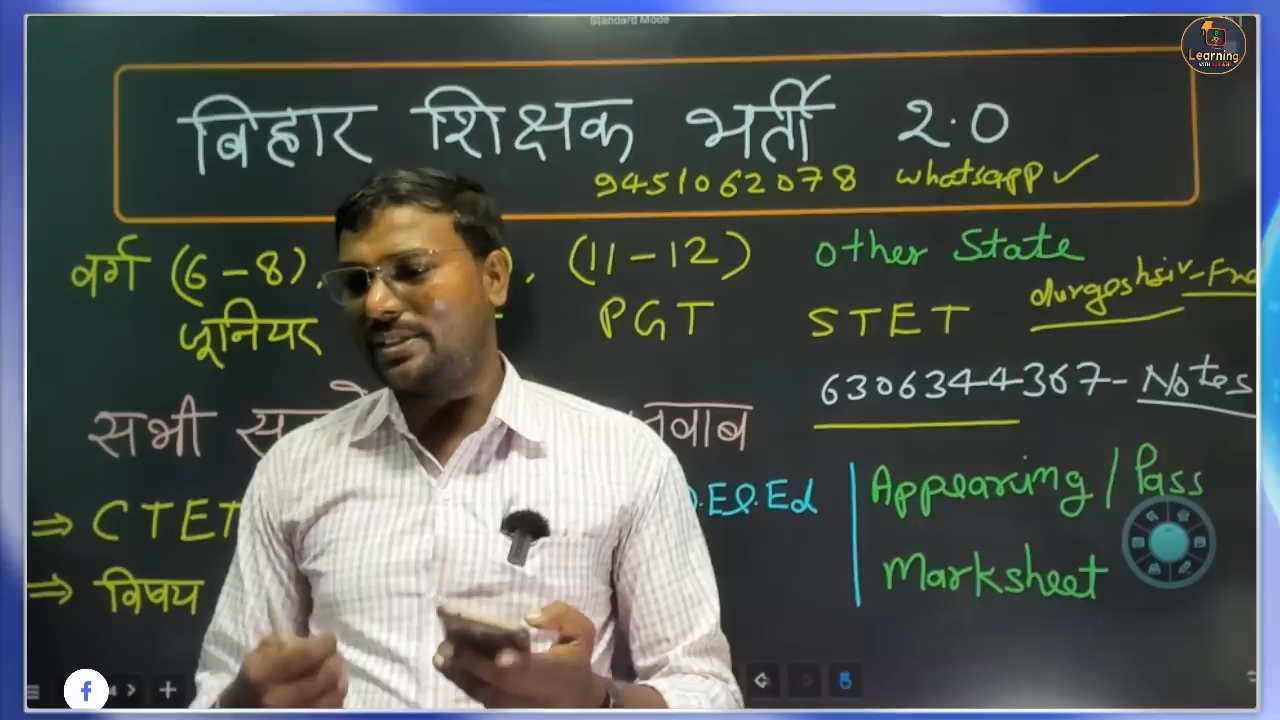 Standard Mode
Learning
बिहार शिक्षक भर्ती 2.0
9451062078 whatsapp ✓
वर्ग (6-8), , (11-12) Other State
जूनियर PGT STET durgeshsir-
6306344367- Notes
सभी जवाब
⇒ CTET .El.Ed Appearing / Pass
⇒ विषय Marksheet
f